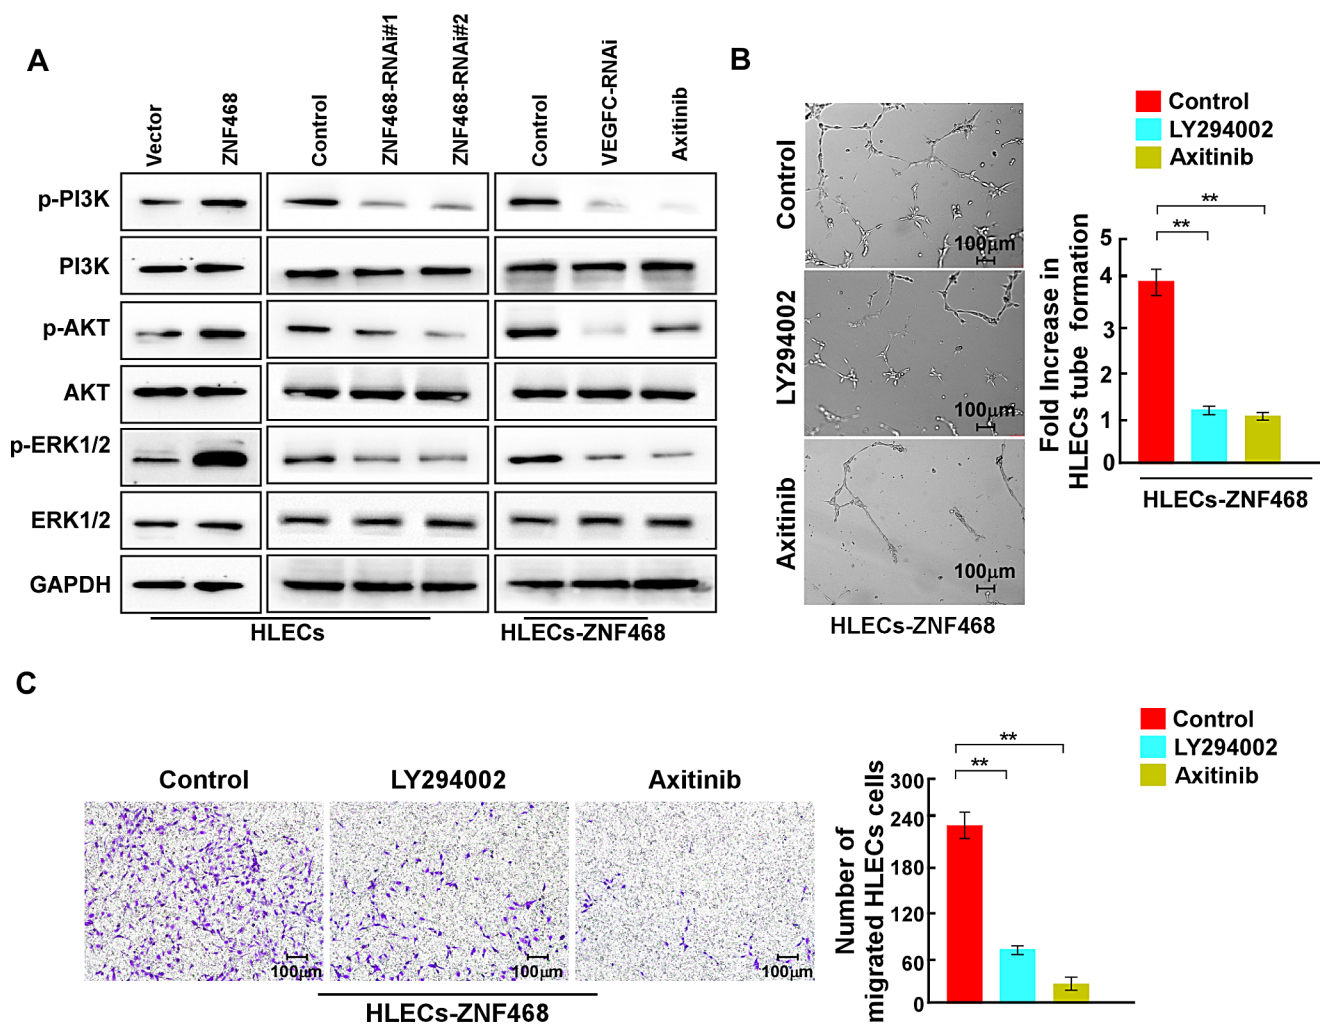 A
Vector
ZNF468
Control
ZNF468-RNAi#1
ZNF468-RNAi#2
Control
VEGFC-RNAi
Axitinib
p-PI3K
PI3K
p-AKT
AKT
p-ERK1/2
ERK1/2
GAPDH
HLECs
HLECs-ZNF468
B
Control
100μm
LY294002
100μm
Axitinib
100μm
HLECs-ZNF468
Control
LY294002
Axitinib
**
**
Fold Increase in
HLECs tube formation
5
4
3
2
1
0
HLECs-ZNF468
C
Control
LY294002
Axitinib
100μm
100μm
100μm
HLECs-ZNF468
Control
LY294002
Axitinib
**
**
Number of
migrated HLECs cells
300
240
180
120
60
0